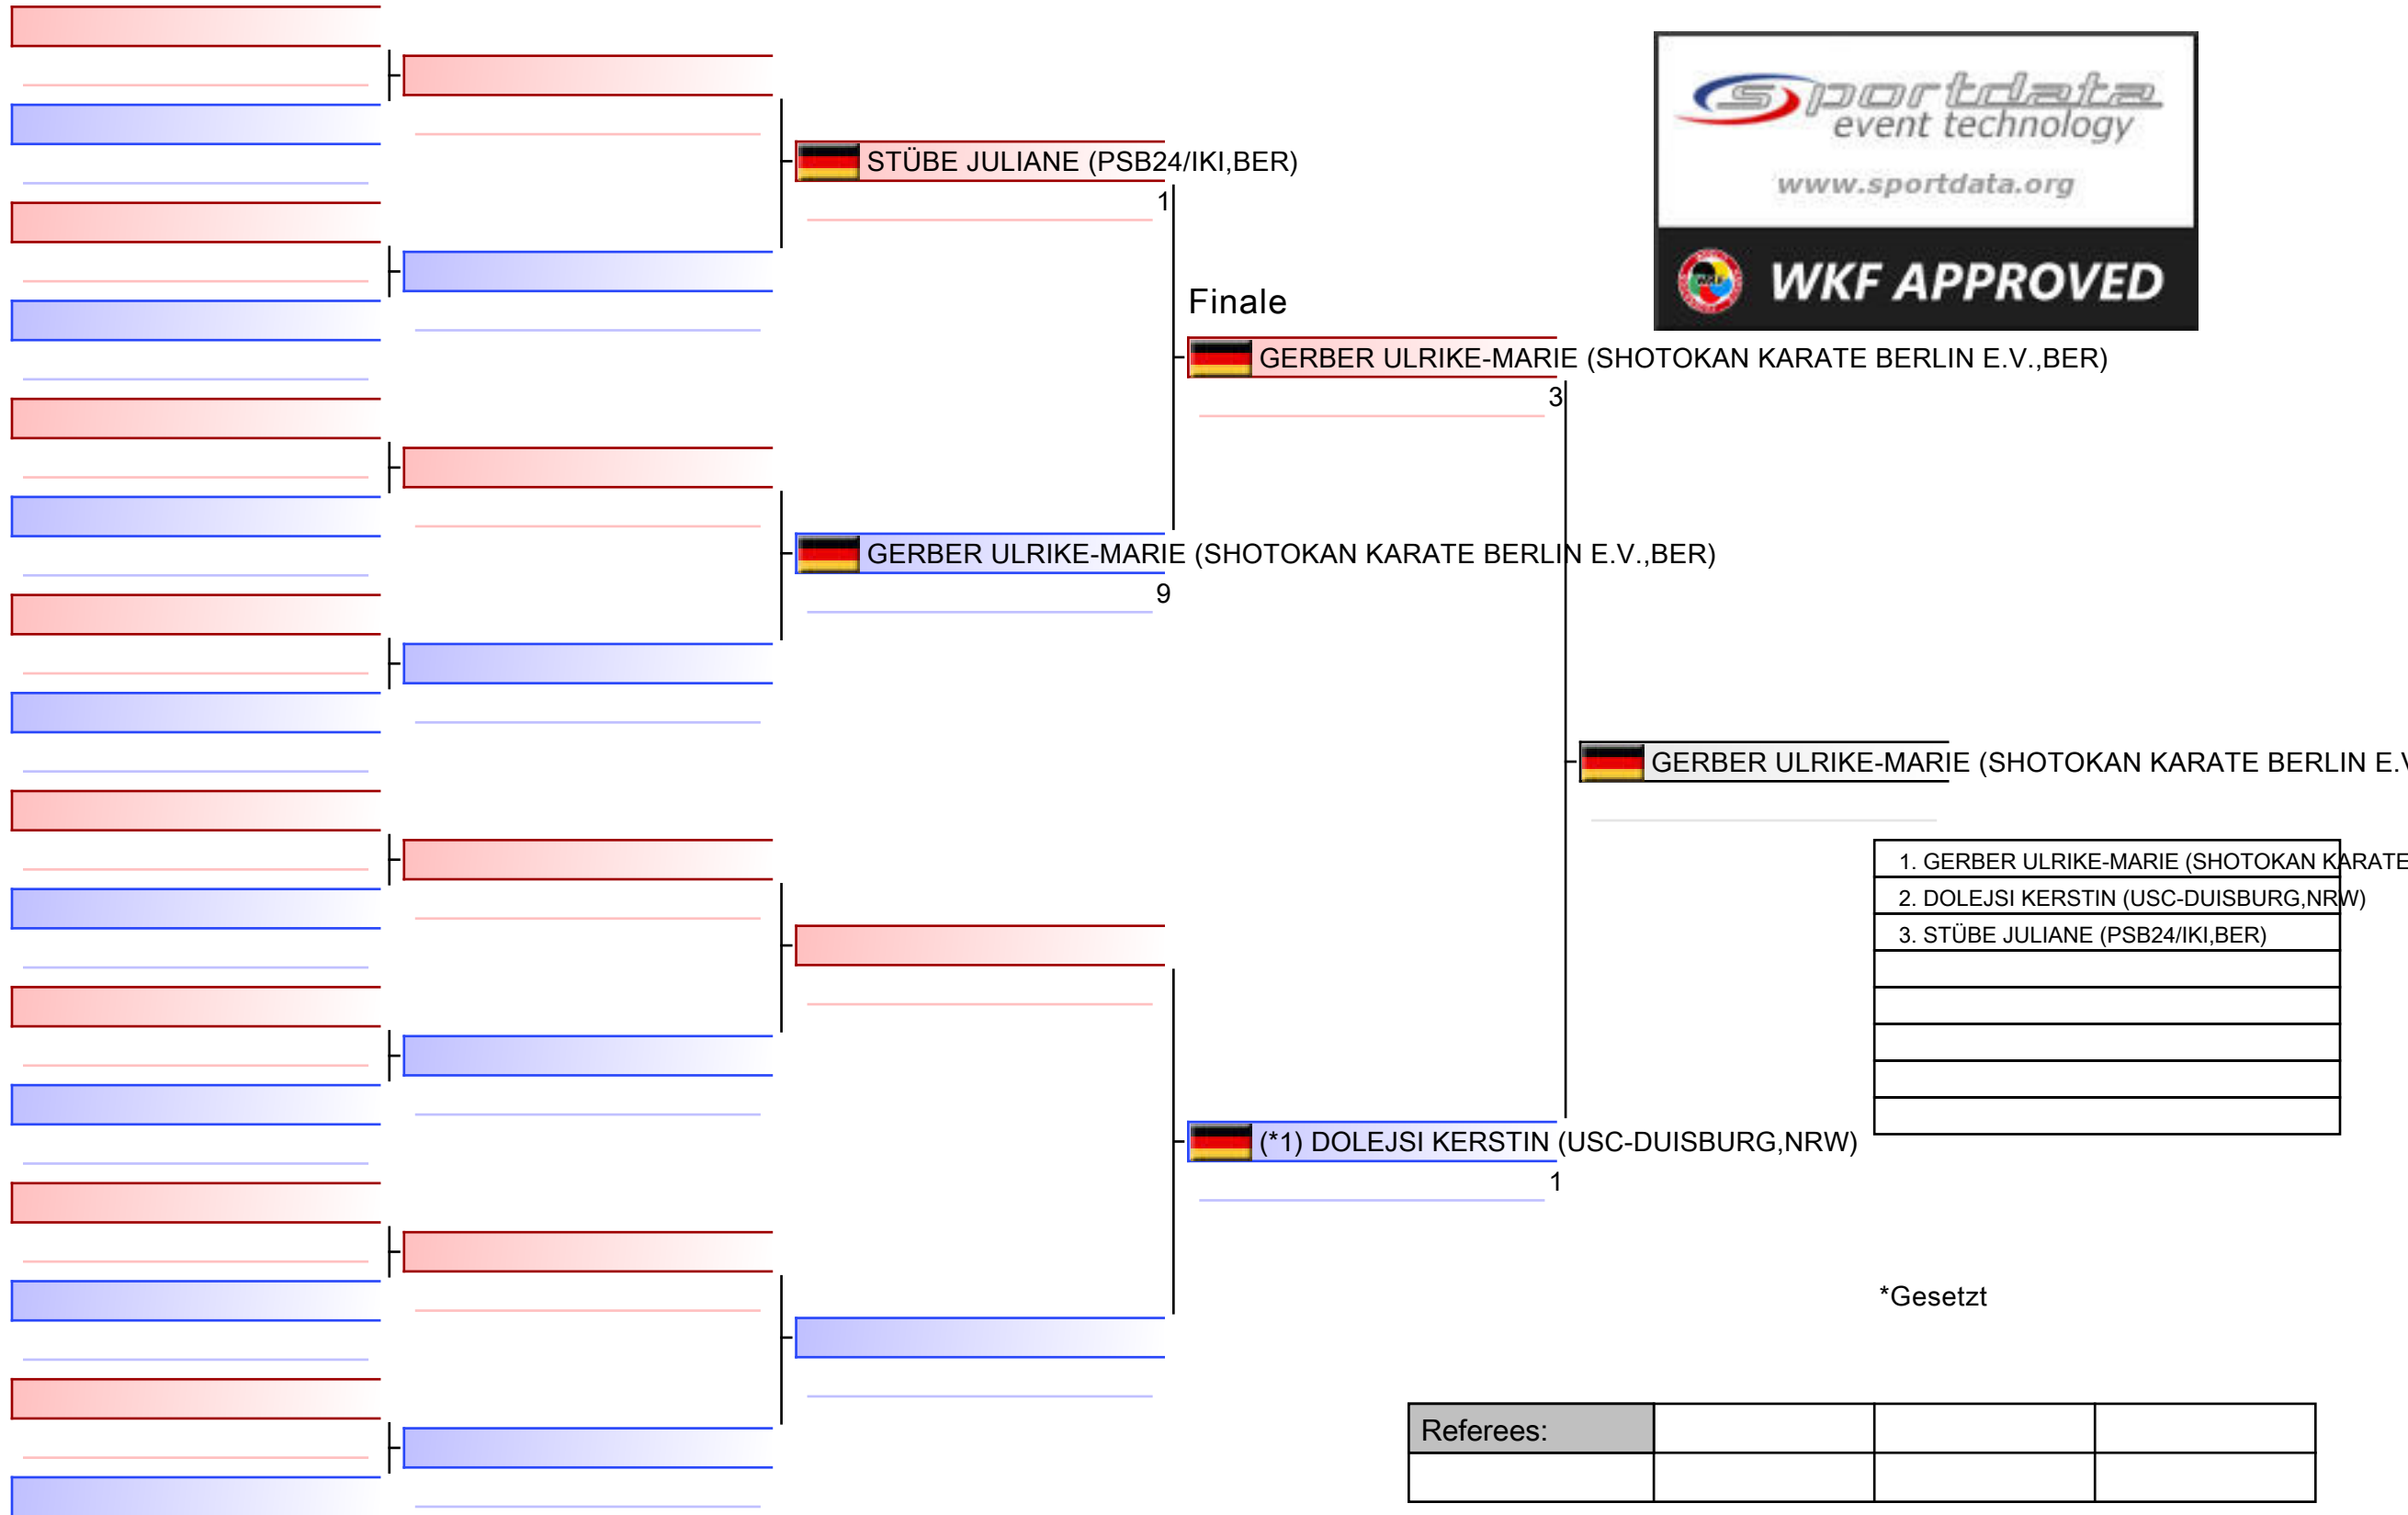 sportdata
event technology
www.sportdata.org
WKF APPROVED
STÜBE JULIANE (PSB24/IKI,BER)
1
Finale
GERBER ULRIKE-MARIE (SHOTOKAN KARATE BERLIN E.V.,BER)
3
GERBER ULRIKE-MARIE (SHOTOKAN KARATE BERLIN E.V.,BER)
9
GERBER ULRIKE-MARIE (SHOTOKAN KARATE BERLIN E.V
1. GERBER ULRIKE-MARIE (SHOTOKAN KARATE
2. DOLEJSI KERSTIN (USC-DUISBURG,NRW)
3. STÜBE JULIANE (PSB24/IKI,BER)
(*1) DOLEJSI KERSTIN (USC-DUISBURG,NRW)
1
*Gesetzt
Referees: